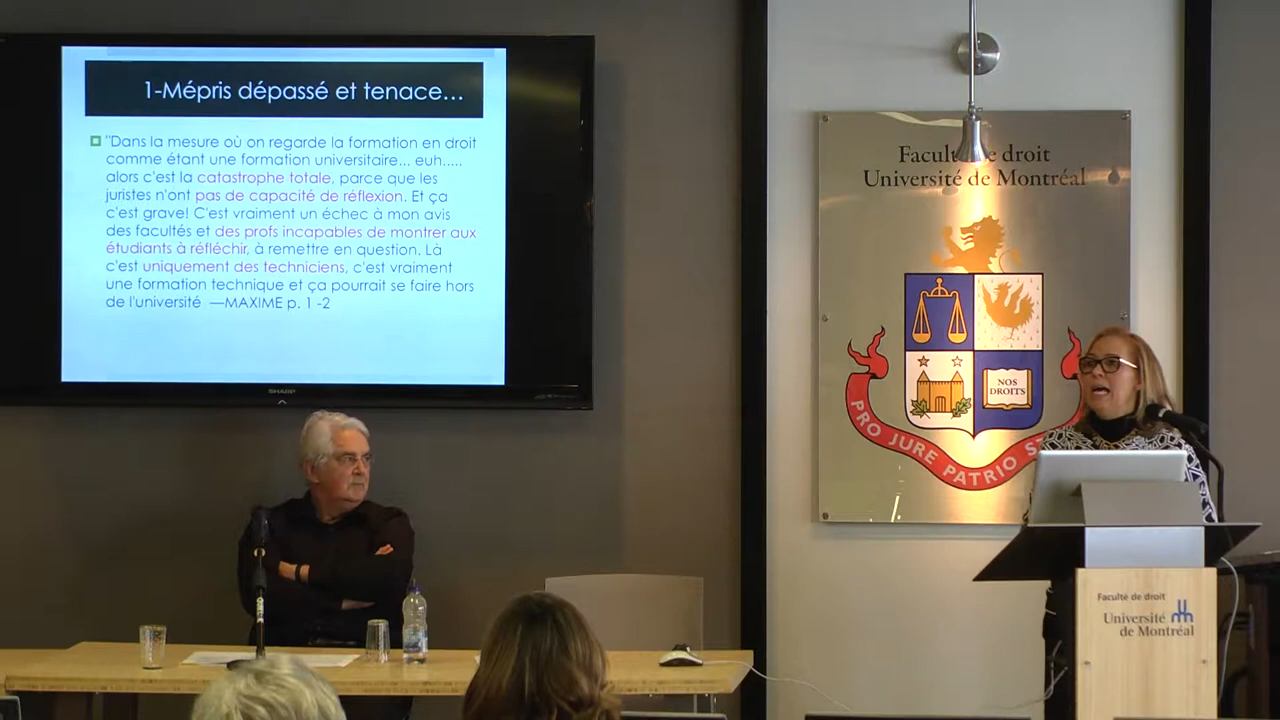 1-Mépris dépassé et tenace...
"Dans la mesure où on regarde la formation en droit
comme étant une formation universitaire... euh.....
alors c'est la catastrophe totale, parce que les
juristes n'ont pas de capacité de réflexion. Et ça
c'est grave! C'est vraiment un échec à mon avis
des facultés et des profs incapables de montrer aux
étudiants à réfléchir, à remettre en question. Là
c'est uniquement des techniciens, c'est vraiment
une formation technique et ça pourrait se faire hors
de l'université —MAXIME p. 1 -2
SHARP
Faculté de droit
Université de Montréal
NOS
DROITS
PRO JURE PATRIO
Faculté de droit
Université
de Montréal